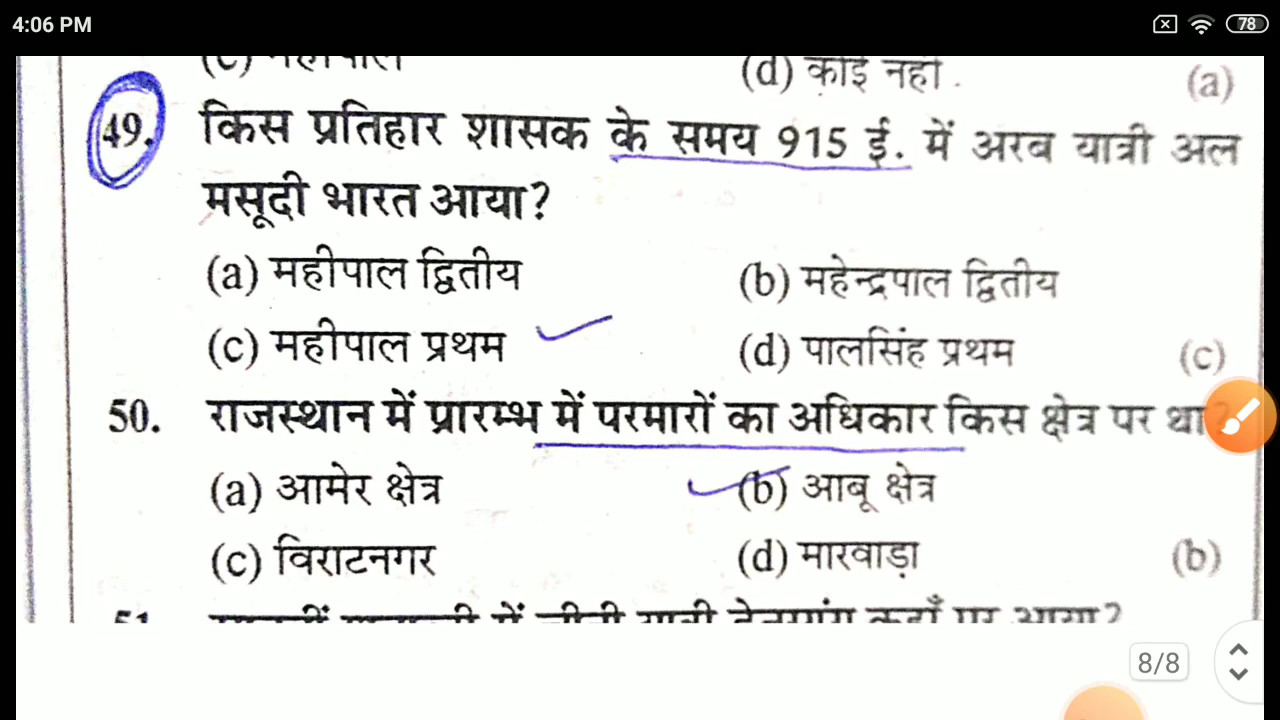 4:06 PM 78
(d) कोई नहीं . (a)
49. किस प्रतिहार शासक के समय 915 ई. में अरब यात्री अल
मसूदी भारत आया?
(a) महीपाल द्वितीय (b) महेन्द्रपाल द्वितीय
(c) महीपाल प्रथम (d) पालसिंह प्रथम (c)
50. राजस्थान में प्रारम्भ में परमारों का अधिकार किस क्षेत्र पर था?
(a) आमेर क्षेत्र (b) आबू क्षेत्र
(c) विराटनगर (d) मारवाड़ा (b)
8/8